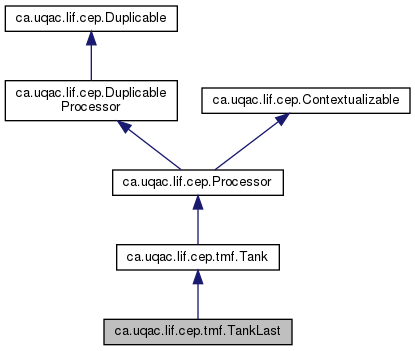 ca.uqac.lif.cep.Duplicable
ca.uqac.lif.cep.Duplicable
Processor
ca.uqac.lif.cep.Contextualizable
ca.uqac.lif.cep.Processor
ca.uqac.lif.cep.tmf.Tank
ca.uqac.lif.cep.tmf.TankLast